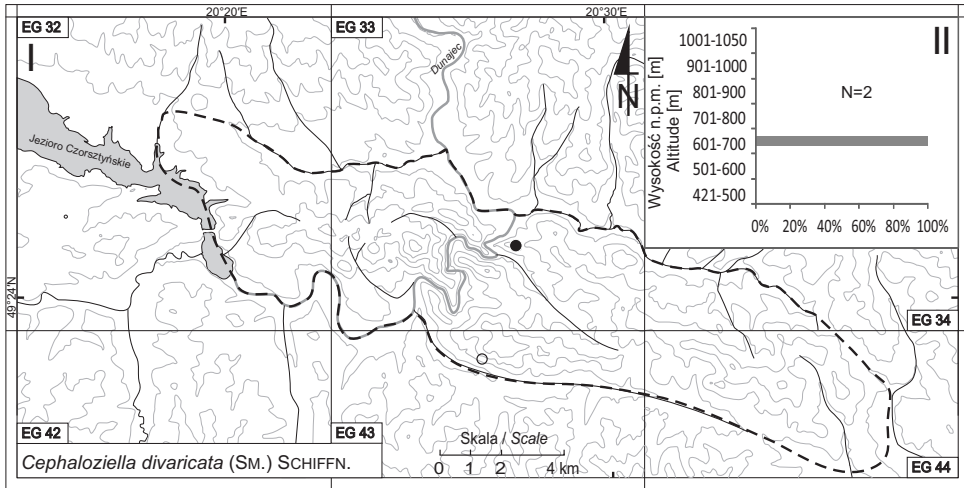 20°20'E
20°30'E
EG 32
EG 33
I
Dunajec
N
Jezioro Czorsztyńskie
49°24'N
II
Wysokość n.p.m. [m]
Altitude [m]
1001-1050
901-1000
801-900
701-800
601-700
501-600
421-500
N=2
0% 20% 40% 60% 80% 100%
EG 34
EG 42
EG 43
EG 44
Skala / Scale
0 1 2 4 km
Cephaloziella divaricata (SM.) SCHIFFN.